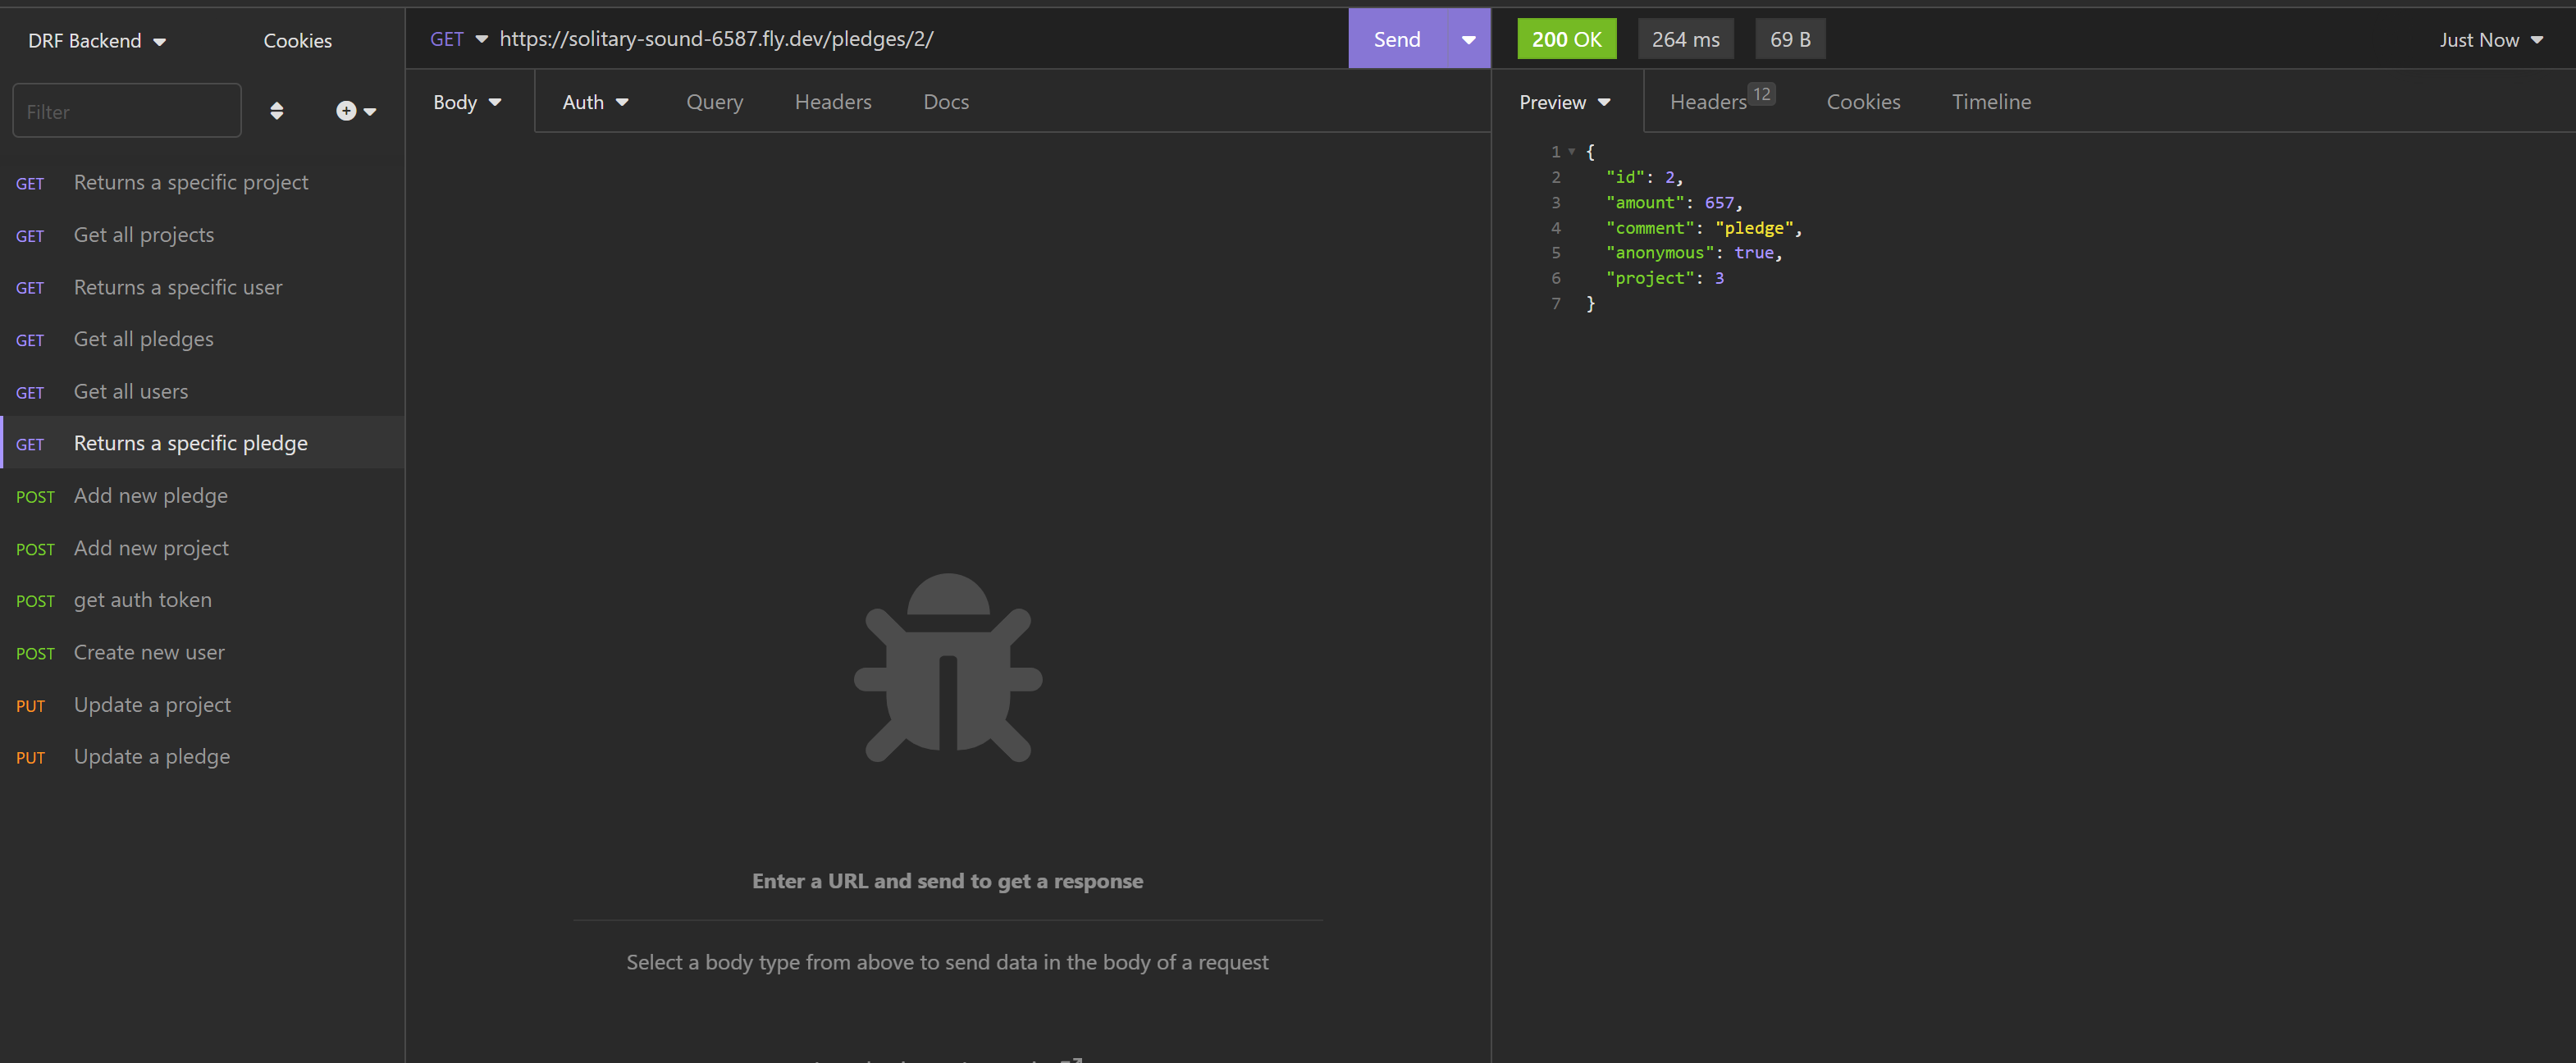 DRF Backend
Cookies
Filter
GET Returns a specific project
GET Get all projects
GET Returns a specific user
GET Get all pledges
GET Get all users
GET Returns a specific pledge
POST Add new pledge
POST Add new project
POST get auth token
POST Create new user
PUT Update a project
PUT Update a pledge
GET https://solitary-sound-6587.fly.dev/pledges/2/ Send
Body Auth Query Headers Docs
Enter a URL and send to get a response
Select a body type from above to send data in the body of a request
200 OK 264 ms 69 B Just Now
Preview Headers 12 Cookies Timeline
1 {
2 "id": 2,
3 "amount": 657,
4 "comment": "pledge",
5 "anonymous": true,
6 "project": 3
7 }